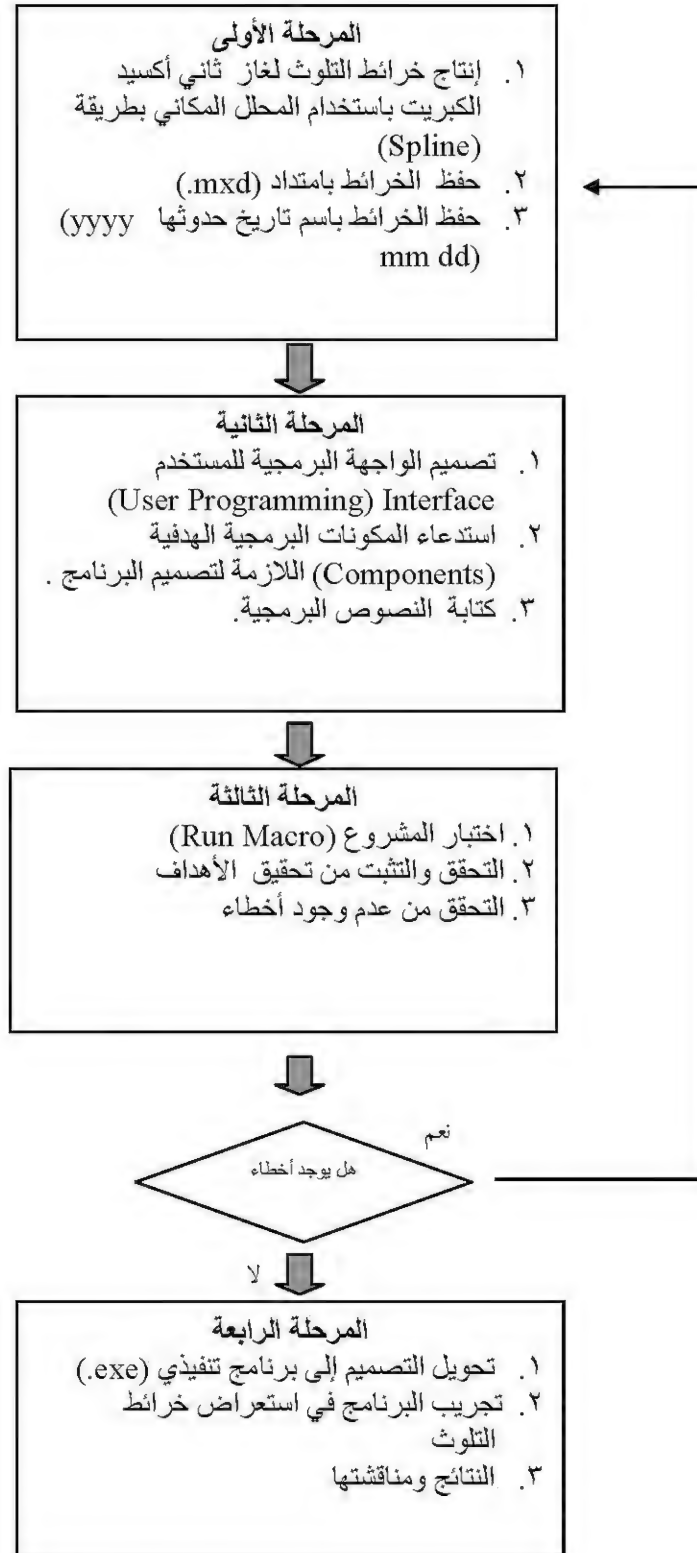 المرحلة الأولى
١. إنتاج خرائط التلوث لغاز ثاني أكسيد
الكبريت باستخدام المحلل المكاني بطريقة
(Spline)
٢. حفظ الخرائط بامتداد (.mxd)
٣. حفظ الخرائط باسم تاريخ حدوثها (yyyy
mm dd)
المرحلة الثانية
١. تصميم الواجهة البرمجية للمستخدم
(User Programming) Interface
٢. استدعاء المكونات البرمجية الهدفية
(Components) اللازمة لتصميم البرنامج .
٣. كتابة النصوص البرمجية.
المرحلة الثالثة
١. اختبار المشروع (Run Macro)
٢. التحقق والتثبت من تحقيق الأهداف
٣. التحقق من عدم وجود أخطاء
نعم
هل يوجد أخطاء
لا
المرحلة الرابعة
١. تحويل التصميم إلى برنامج تنفيذي (.exe)
٢. تجريب البرنامج في استعراض خرائط
التلوث
٣. النتائج ومناقشتها